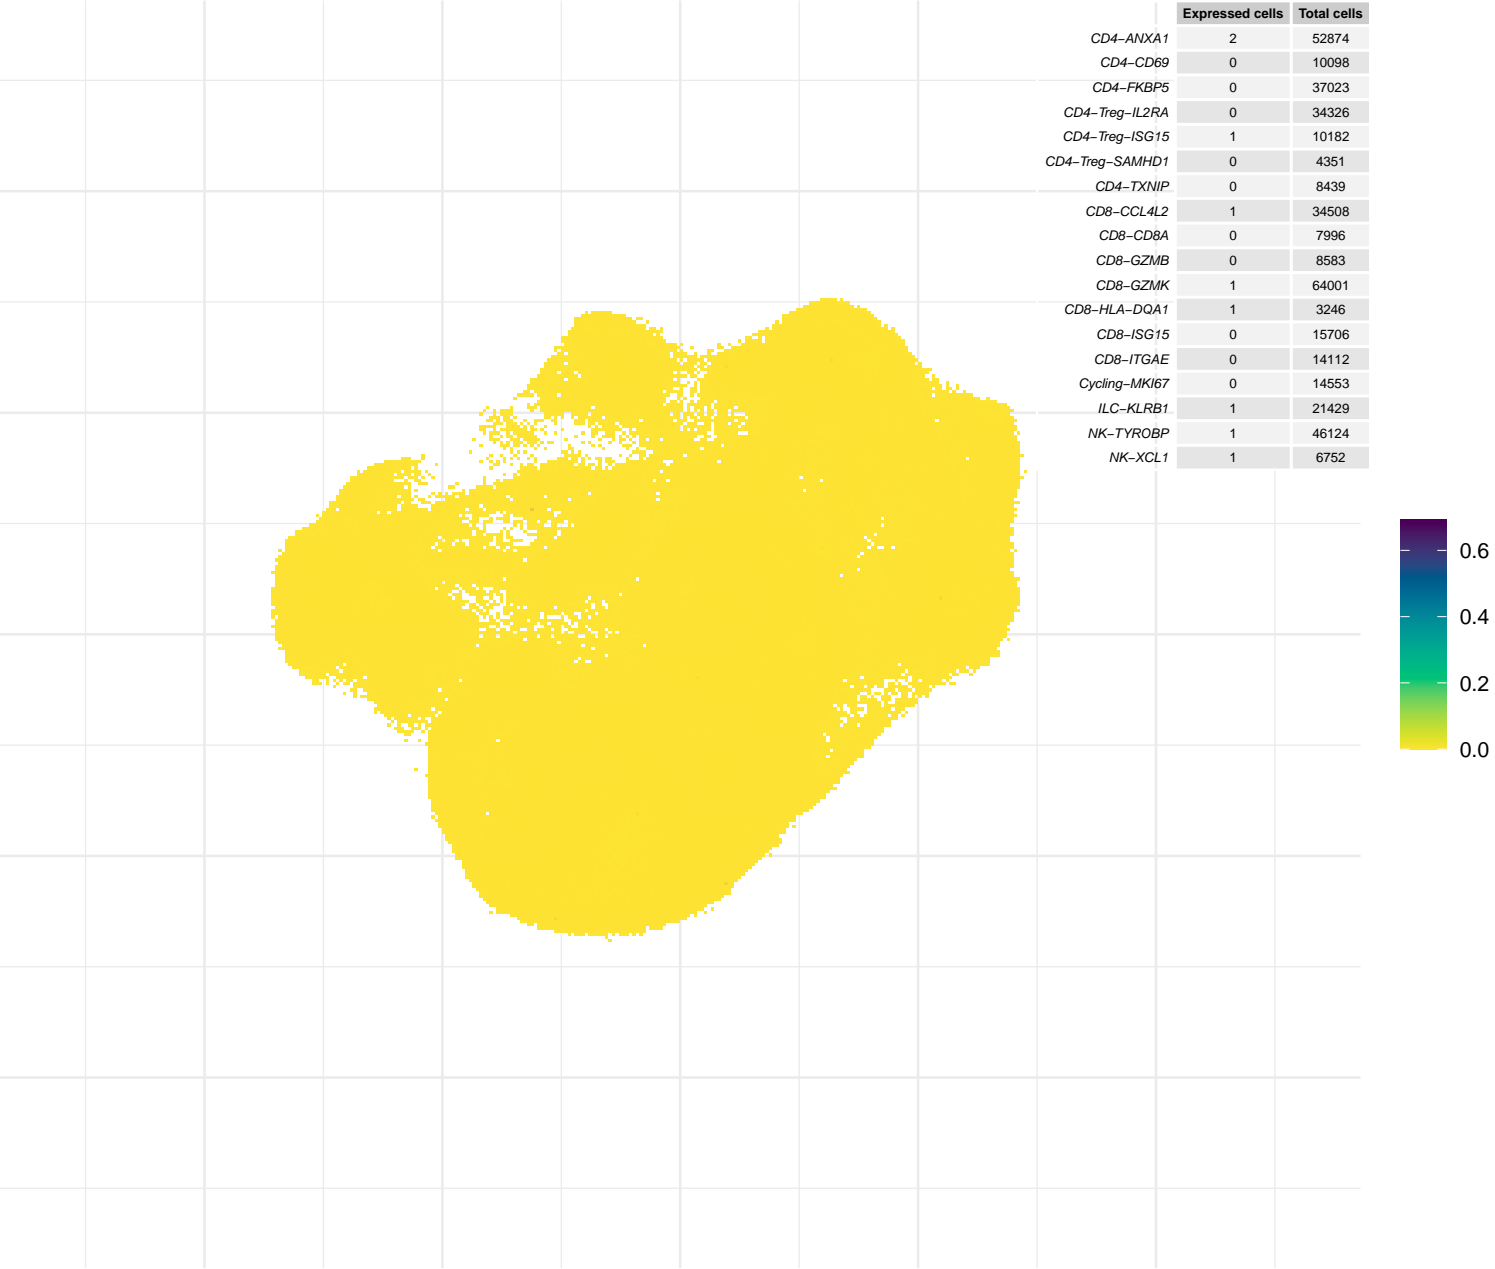 Expressed cells Total cells
CD4−ANXA1 2 52874
CD4−CD69 0 10098
CD4−FKBP5 0 37023
CD4−Treg−IL2RA 0 34326
CD4−Treg−ISG15 1 10182
CD4−Treg−SAMHD1 0 4351
CD4−TXNIP 0 8439
CD8−CCL4L2 1 34508
CD8−CD8A 0 7996
CD8−GZMB 0 8583
CD8−GZMK 1 64001
CD8−HLA−DQA1 1 3246
CD8−ISG15 0 15706
CD8−ITGAE 0 14112
Cycling−MKI67 0 14553
ILC−KLRB1 1 21429
NK−TYROBP 1 46124
NK−XCL1 1 6752
0.6
0.4
0.2
0.0